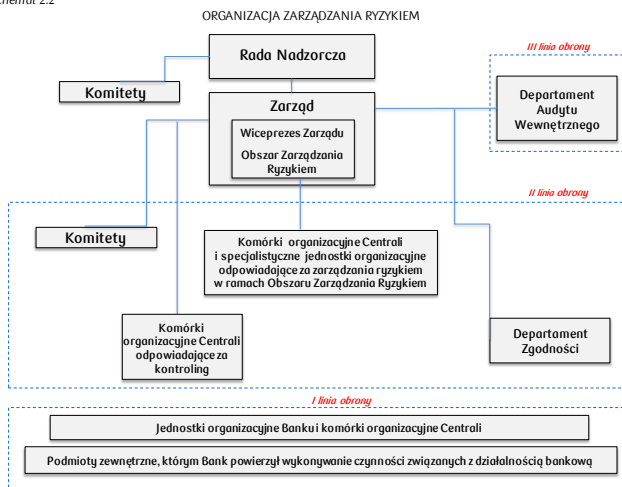 Schemat 2.2
ORGANIZACJA ZARZĄDZANIA RYZYKIEM
III linia obrony
Rada Nadzorcza
Komitety
Departament
Audytu
Wewnętrznego
Zarząd
Wiceprezes Zarządu
Obszar Zarządzania
Ryzykiem
II linia obrony
Komitety
Komórki organizacyjne Centrali
i specjalistyczne jednostki organizacyjne
odpowiadające za zarządzania ryzykiem
w ramach Obszaru Zarządzania Ryzykiem
Komórki
organizacyjne Centrali
odpowiadające za
kontroling
Departament
Zgodności
I linia obrony
Jednostki organizacyjne Banku i komórki organizacyjne Centrali
Podmioty zewnętrzne, którym Bank powierzył wykonywanie czynności związanych z działalnością bankową